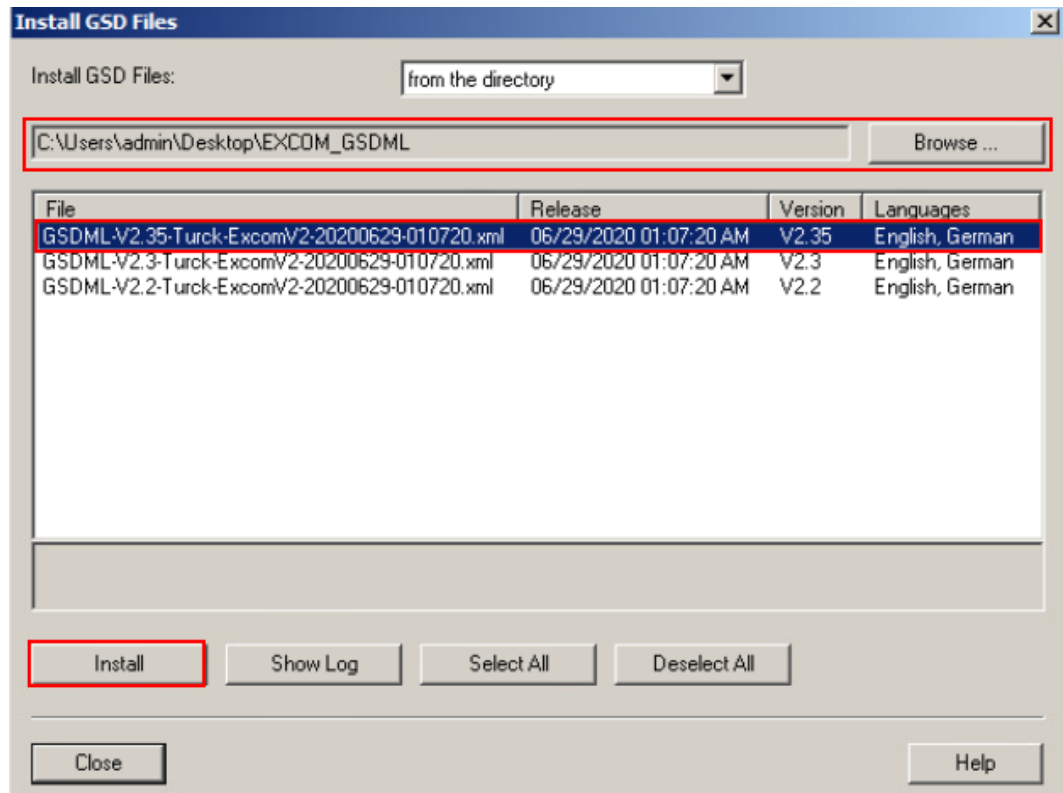 Install GSD Files
Install GSD Files: from the directory
C:\Users\admin\Desktop\EXCOM_GSDML Browse ...
File Release Version Languages
GSDML-V2.35-Turck-ExcomV2-20200629-010720.xml 06/29/2020 01:07:20 AM V2.35 English, German
GSDML-V2.3-Turck-ExcomV2-20200629-010720.xml 06/29/2020 01:07:20 AM V2.3 English, German
GSDML-V2.2-Turck-ExcomV2-20200629-010720.xml 06/29/2020 01:07:20 AM V2.2 English, German
Install Show Log Select All Deselect All
Close Help